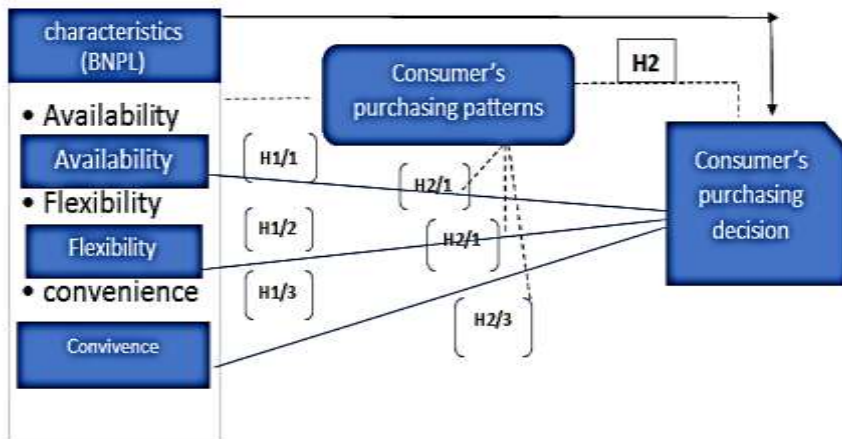 characteristics
(BNPL)
Consumer's
purchasing patterns
H2
• Availability
Availability
H1/1
H2/1
Consumer's
purchasing
decision
• Flexibility
Flexibility
H1/2
H2/1
• convenience
H1/3
H2/3
Convivence